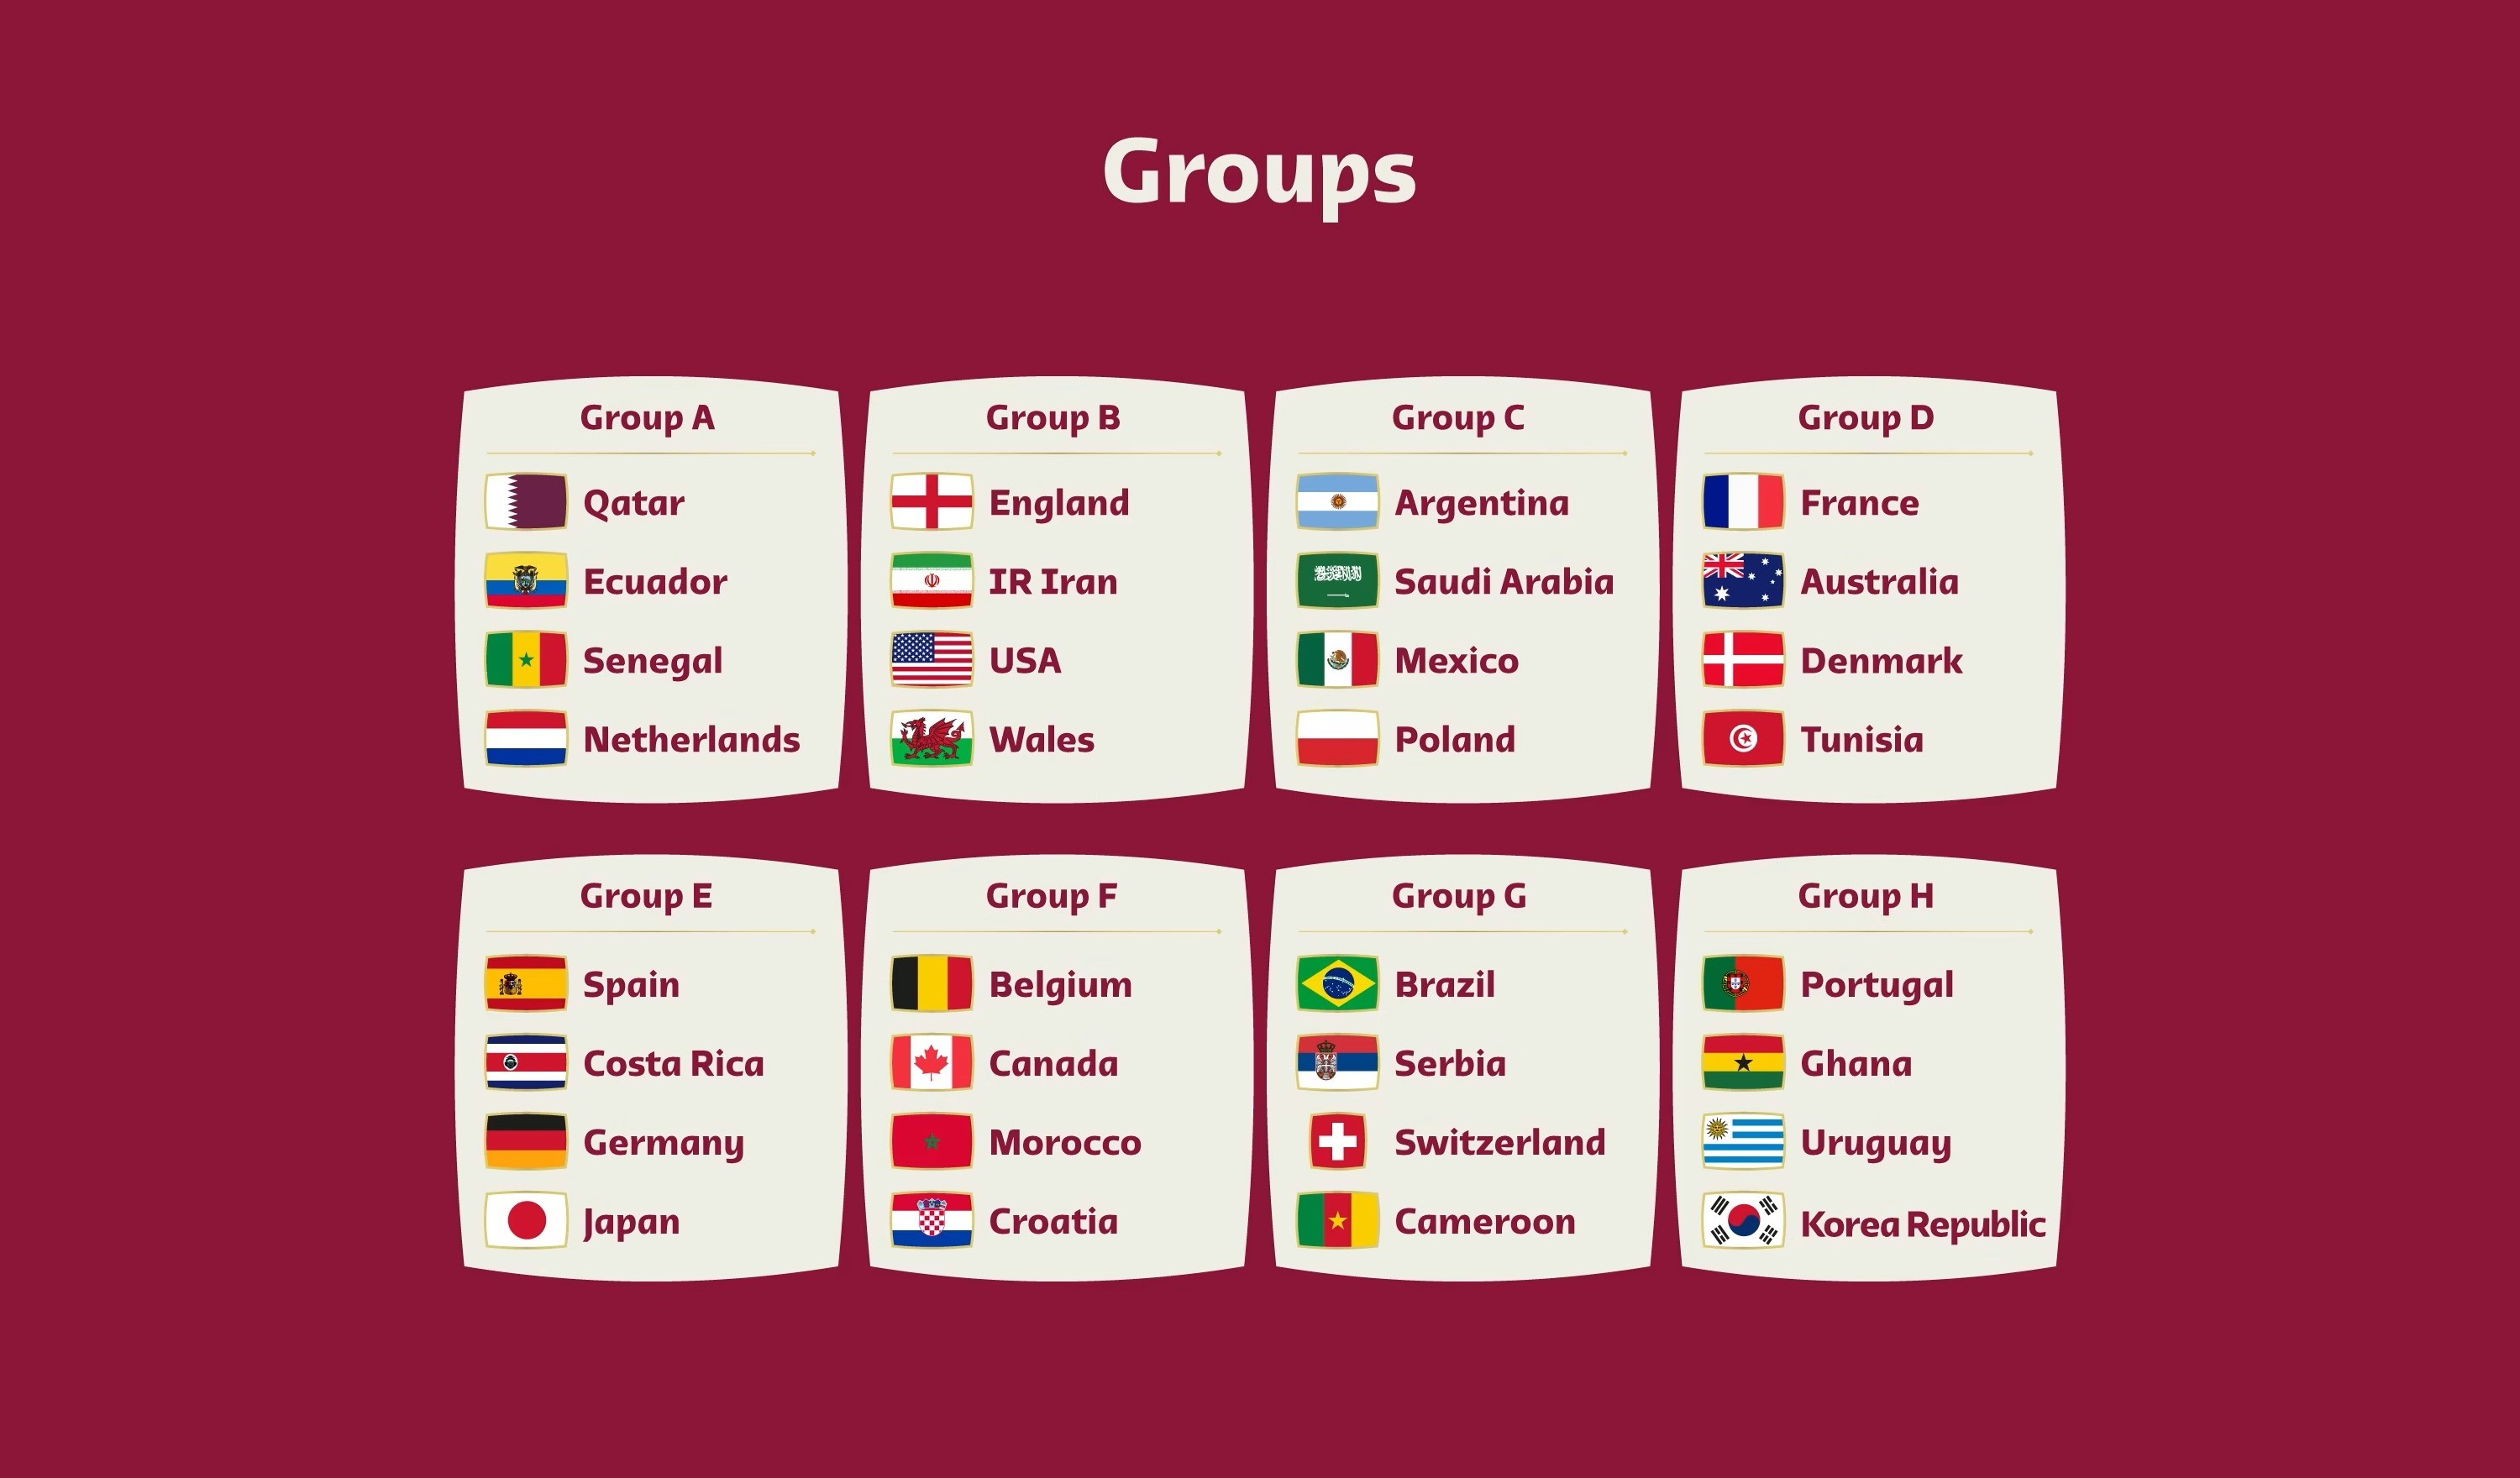 Groups
Group A
Qatar
Ecuador
Senegal
Netherlands
Group B
England
IR Iran
USA
Wales
Group C
Argentina
Saudi Arabia
Mexico
Poland
Group D
France
Australia
Denmark
Tunisia
Group E
Spain
Costa Rica
Germany
Japan
Group F
Belgium
Canada
Morocco
Croatia
Group G
Brazil
Serbia
Switzerland
Cameroon
Group H
Portugal
Ghana
Uruguay
Korea Republic